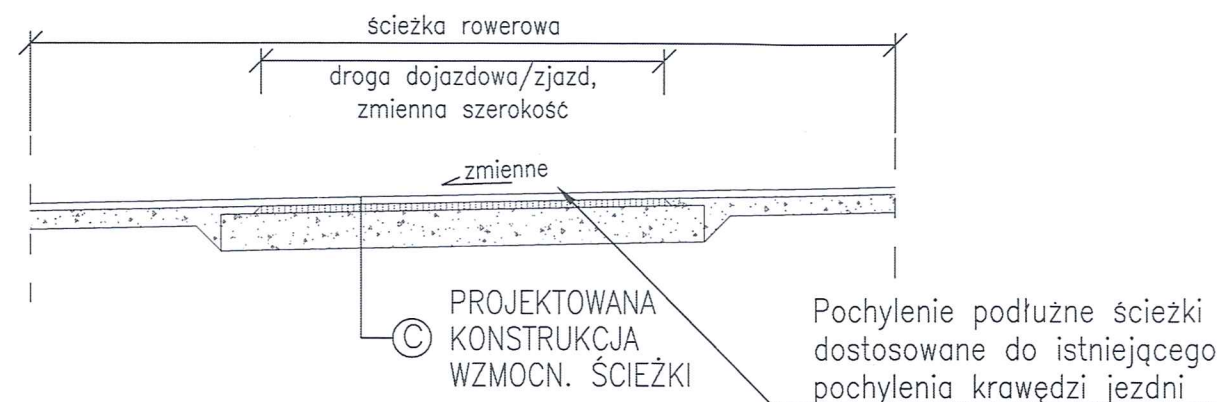 ścieżka rowerowa
droga dojazdowa/zjazd,
zmienna szerokość
zmienne
C
PROJEKTOWANA
KONSTRUKCJA
WZMOCN. ŚCIEŻKI
Pochylenie podłużne ścieżki
dostosowane do istniejącego
pochylenia krawędzi jezdni